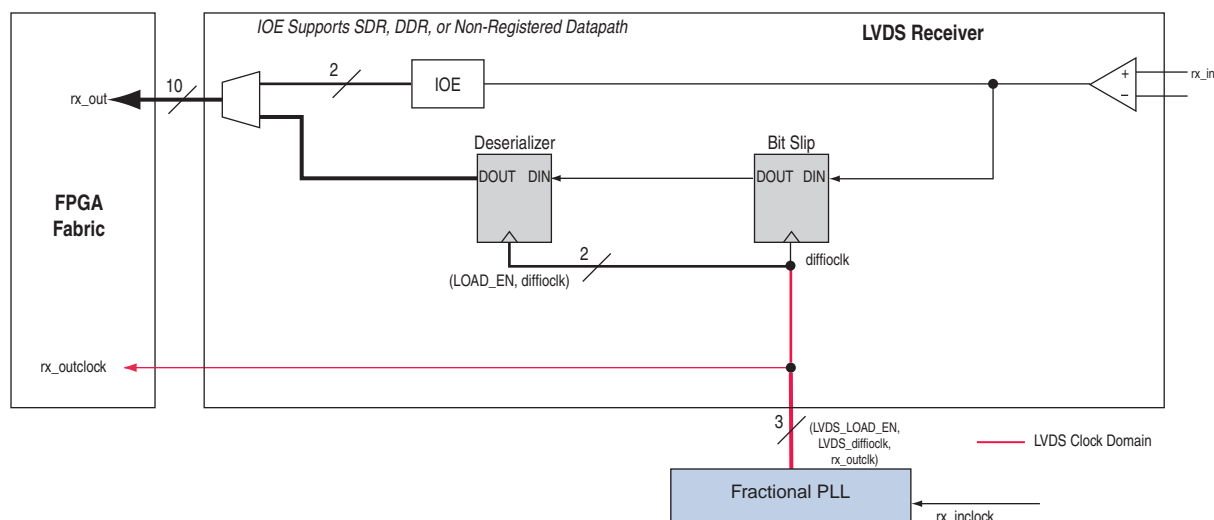 IOE Supports SDR, DDR, or Non-Registered Datapath
LVDS Receiver
2
IOE
+
–
rx_in
10
rx_out
Deserializer
Bit Slip
DOUT DIN
DOUT DIN
FPGA
Fabric
2
diffioclk
(LOAD_EN, diffioclk)
rx_outclock
3
(LVDS_LOAD_EN,
LVDS_diffioclk,
rx_outclk)
LVDS Clock Domain
Fractional PLL
rx_inclock